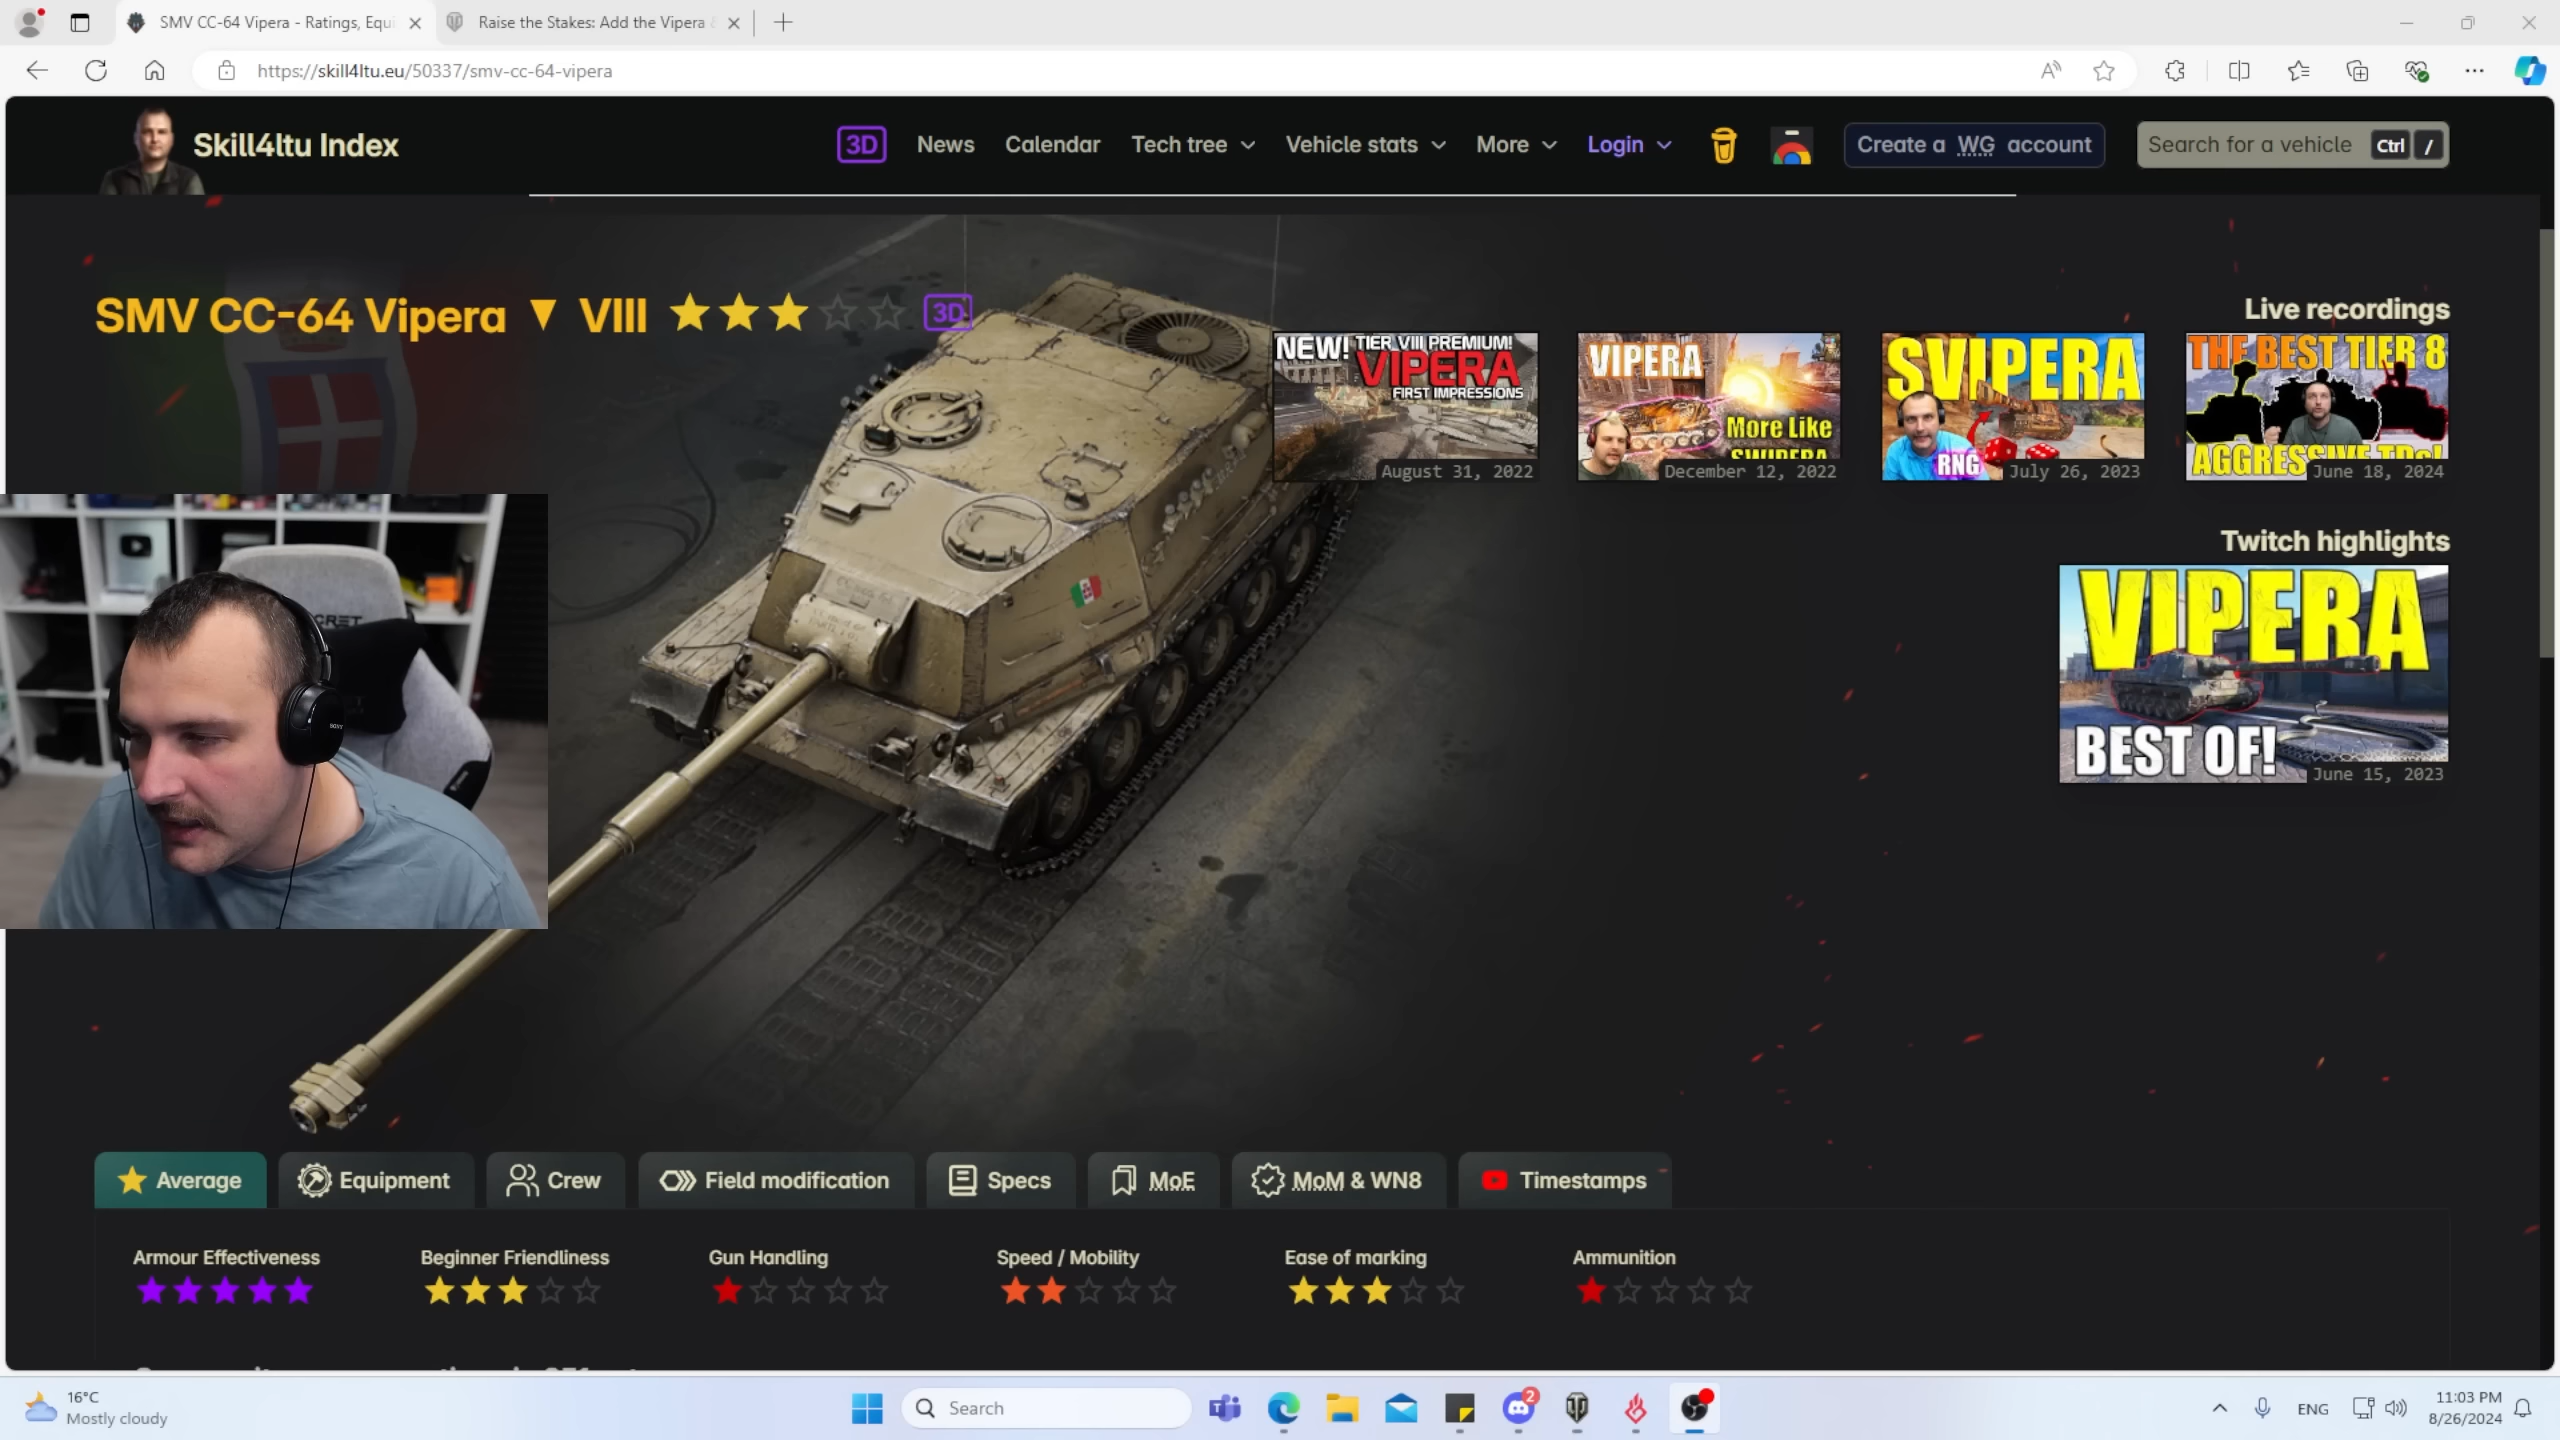 SMV CC-64 Vipera - Ratings, Equi
Raise the Stakes: Add the Vipera
https://skill4ltu.eu/50337/smv-cc-64-vipera
Skill4ltu Index
3D
News
Calendar
Tech tree
Vehicle stats
More
Login
Create a WG account
Search for a vehicle
Ctrl
/
SMV CC-64 Vipera
VIII
3D
Live recordings
NEW! TIER VIII PREMIUM!
VIPERA
FIRST IMPRESSIONS
August 31, 2022
VIPERA
More Like
SWIPERA
December 12, 2022
SVIPERA
RNG
July 26, 2023
THE BEST TIER 8
AGGRESSIVE TDs!
June 18, 2024
Twitch highlights
VIPERA
BEST OF!
June 15, 2023
SONY
Average
Equipment
Crew
Field modification
Specs
MoE
MoM & WN8
Timestamps
Armour Effectiveness
Beginner Friendliness
Gun Handling
Speed / Mobility
Ease of marking
Ammunition
16°C
Mostly cloudy
Search
2
ENG
11:03 PM
8/26/2024